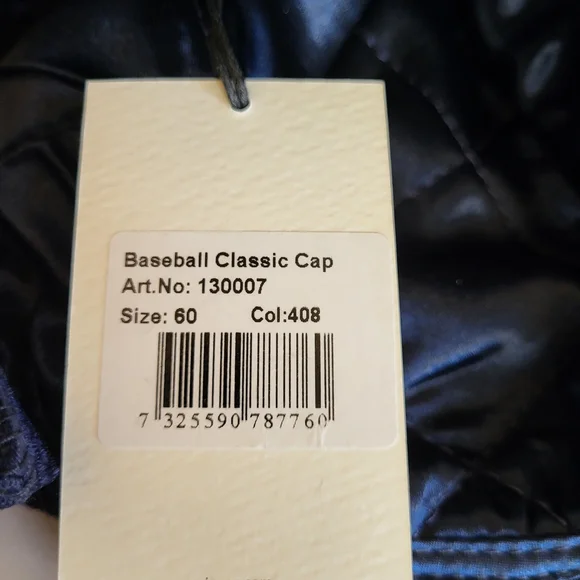 Baseball Classic Cap
Art.No: 130007
Size: 60 Col:408
7 325590 787760